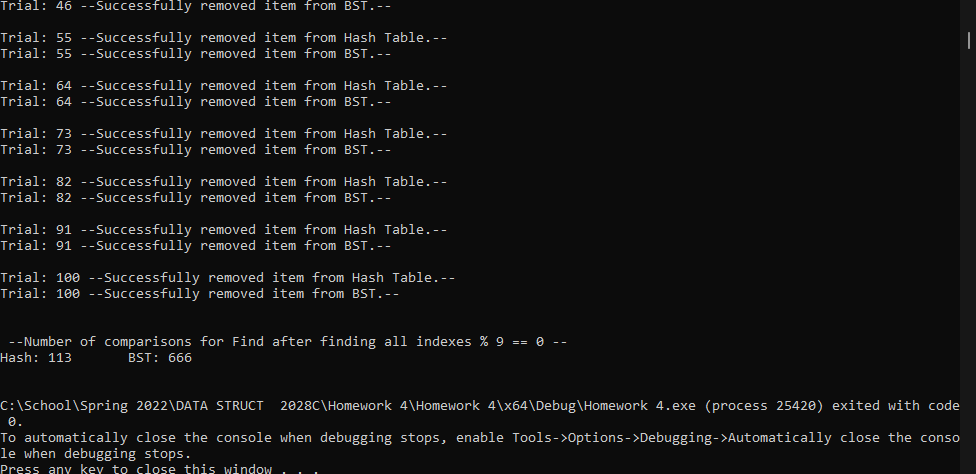 Trial: 46 --Successfully removed item from BST.--
Trial: 55 --Successfully removed item from Hash Table.--
Trial: 55 --Successfully removed item from BST.--
Trial: 64 --Successfully removed item from Hash Table.--
Trial: 64 --Successfully removed item from BST.--
Trial: 73 --Successfully removed item from Hash Table.--
Trial: 73 --Successfully removed item from BST.--
Trial: 82 --Successfully removed item from Hash Table.--
Trial: 82 --Successfully removed item from BST.--
Trial: 91 --Successfully removed item from Hash Table.--
Trial: 91 --Successfully removed item from BST.--
Trial: 100 --Successfully removed item from Hash Table.--
Trial: 100 --Successfully removed item from BST.--
--Number of comparisons for Find after finding all indexes % 9 == 0 --
Hash: 113       BST: 666
C:\School\Spring 2022\DATA STRUCT  2028C\Homework 4\Homework 4\x64\Debug\Homework 4.exe (process 25420) exited with code
 0.
To automatically close the console when debugging stops, enable Tools->Options->Debugging->Automatically close the conso
le when debugging stops.
Press any key to close this window . . .